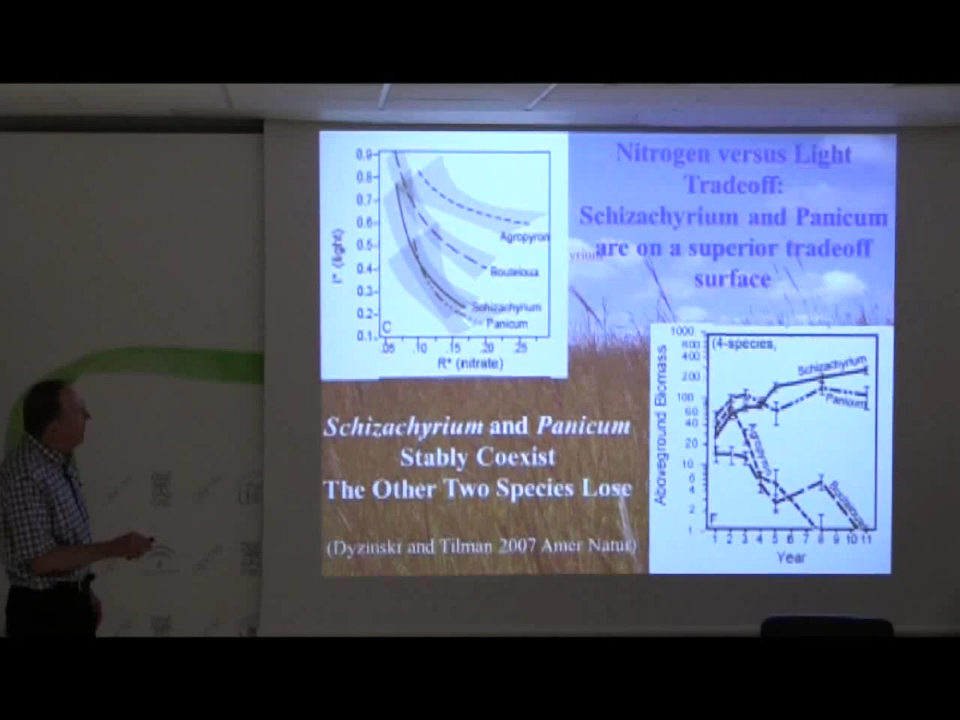 Nitrogen versus Light
Tradeoff:
Schizachyrium and Panicum
are on a superior tradeoff
surface
0.9
0.8
0.7
0.6
0.5
0.4
0.3
0.2
0.1
I* (light)
Agropyron
Bouteloua
Schizachyrium
Panicum
C
.05 .10 .15 .20 .25
R* (nitrate)
Schizachyrium and Panicum
Stably Coexist
The Other Two Species Lose
(Dyzinski and Tilman 2007 Amer Natur)
(4-species,
1000
800
400
200
100
60
40
20
10
6
4
2
1
Aboveground Biomass
Schizachyrium
Panicum
Agropyron
F
1 2 3 4 5 6 7 8 9 10 11
Year